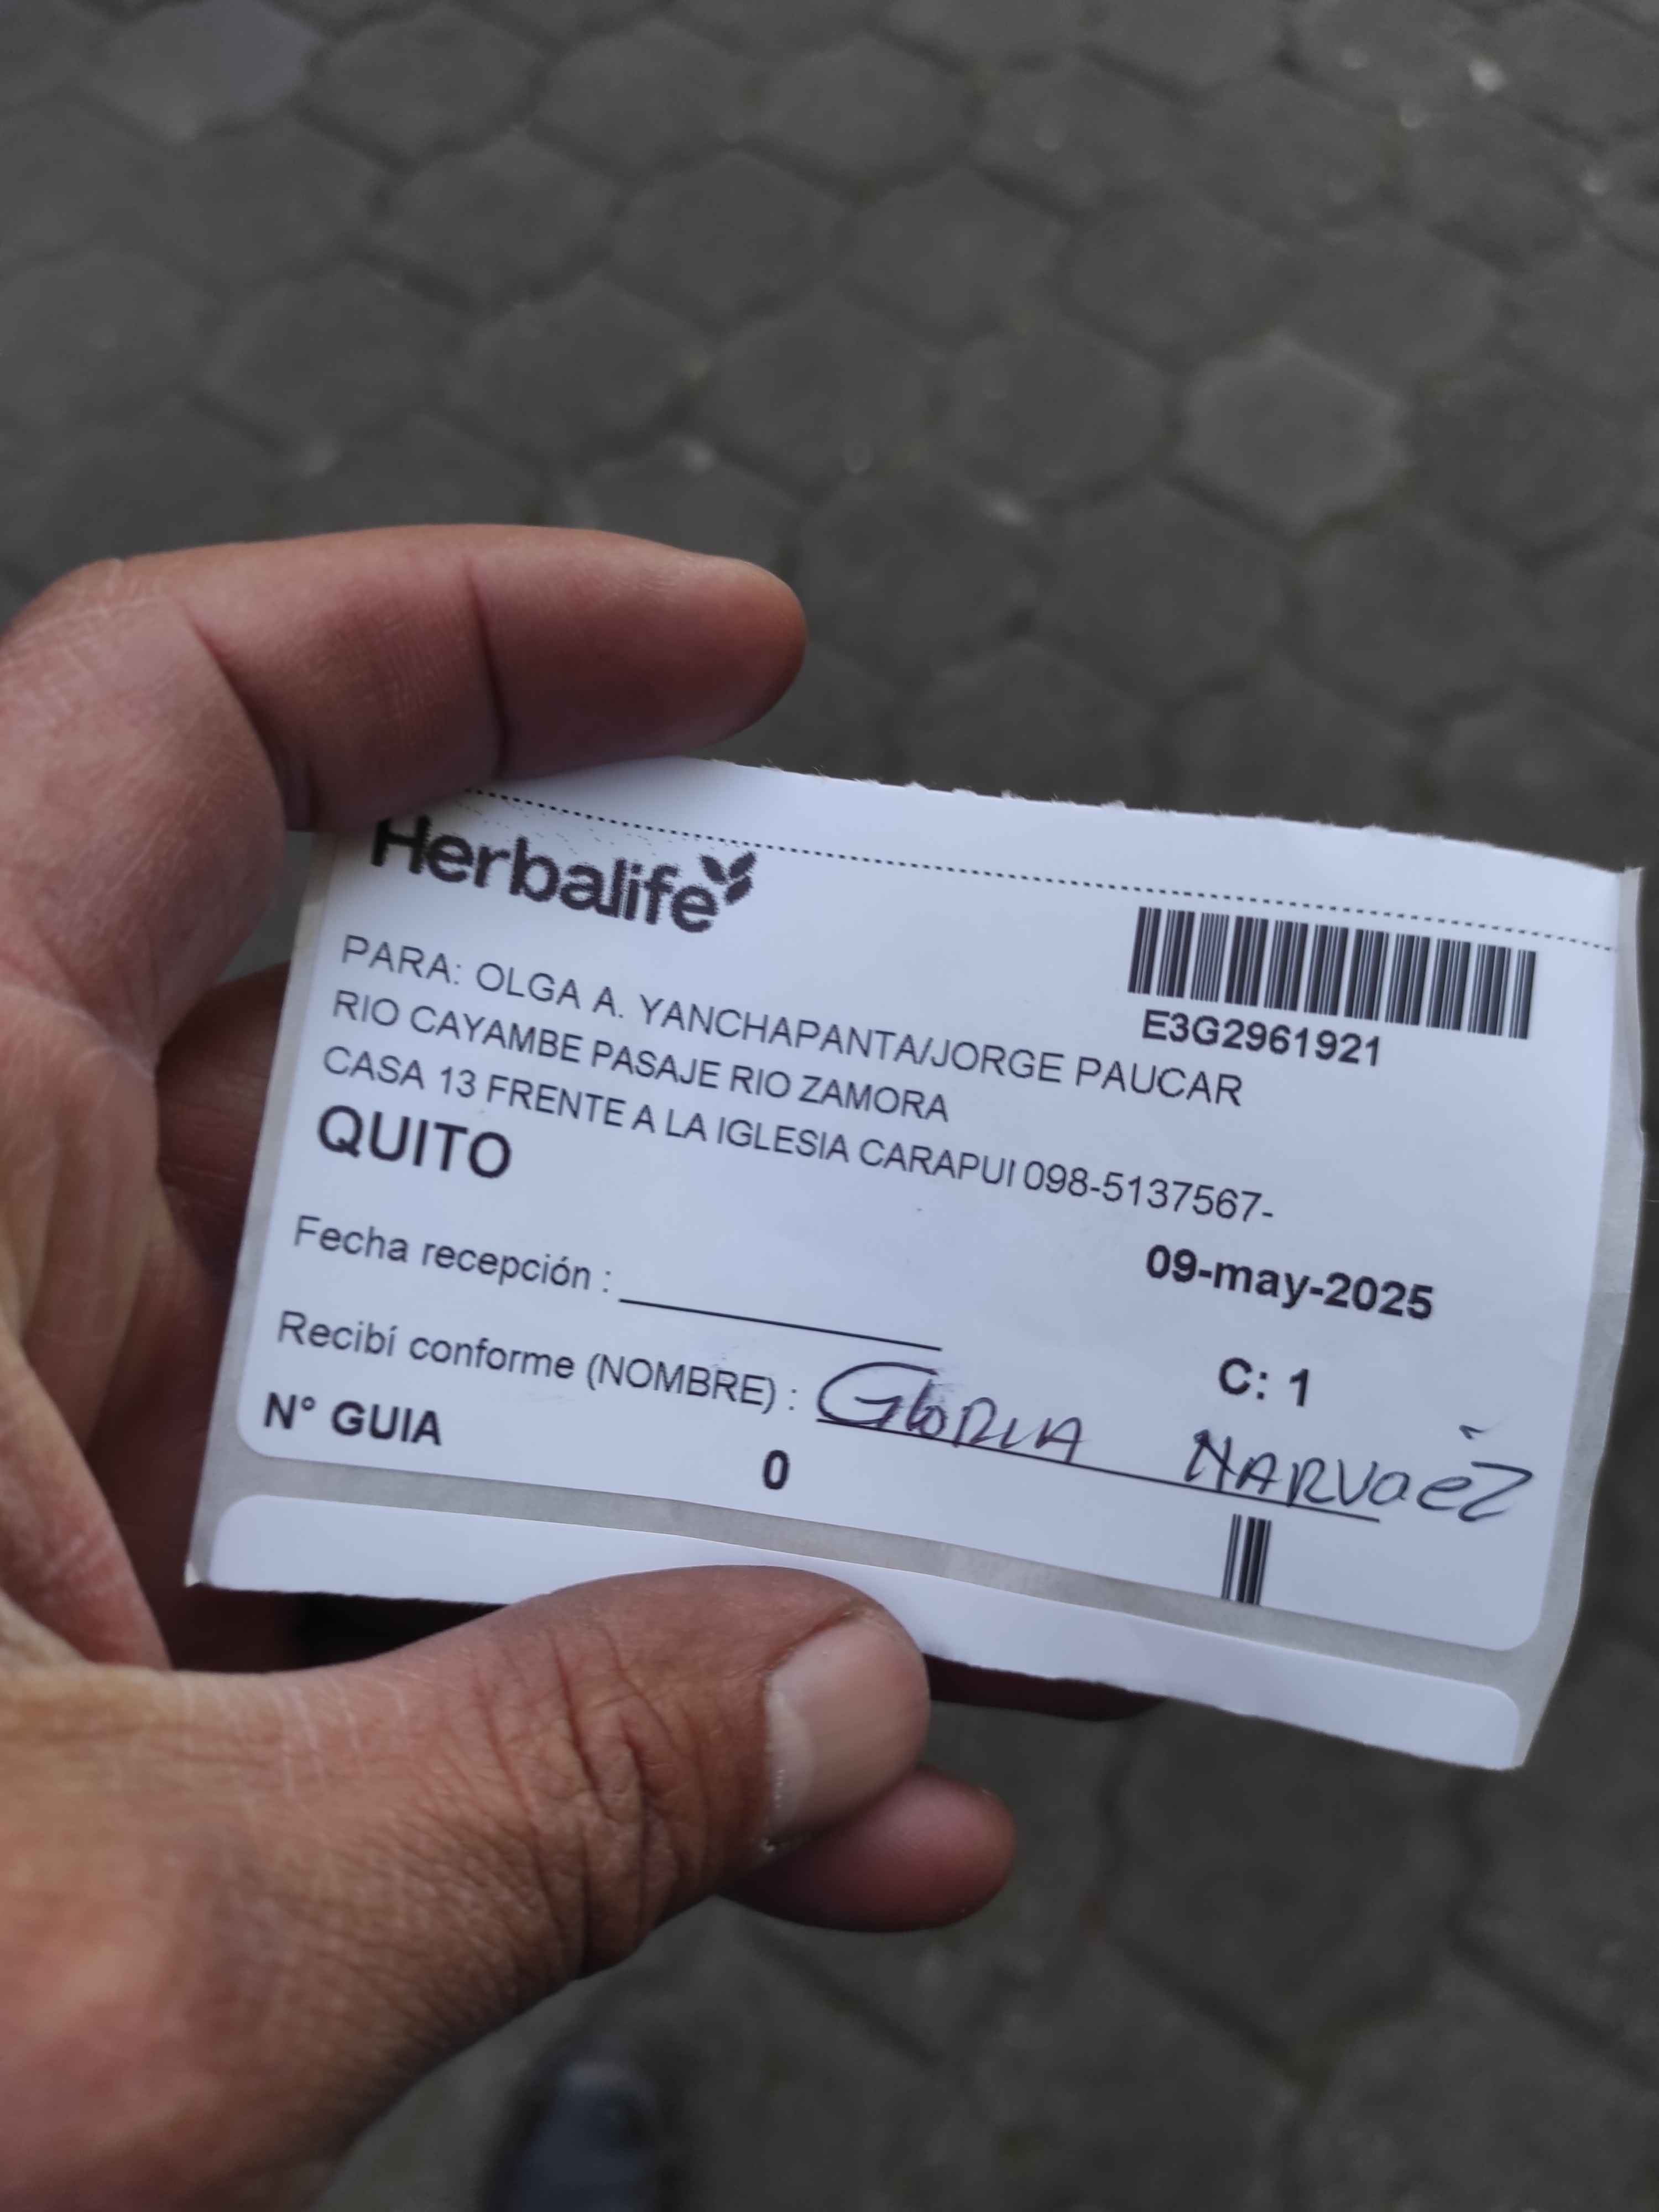 Herbalife
E3G2961921
PARA: OLGA A. YANCHAPANTA/JORGE PAUCAR
RIO CAYAMBE PASAJE RIO ZAMORA
CASA 13 FRENTE A LA IGLESIA CARAPUI 098-5137567-
QUITO
09-may-2025
Fecha recepción :
C: 1
Recibí conforme (NOMBRE) : GLORIA NARVaéZ
N° GUIA 0